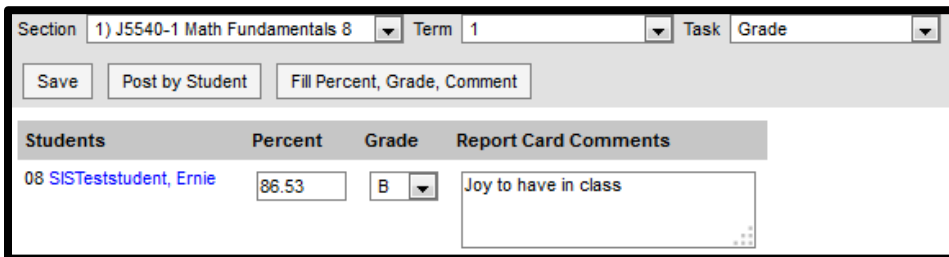 Section 1) J5540-1 Math Fundamentals 8 Term 1 Task Grade
Save Post by Student Fill Percent, Grade, Comment
Students Percent Grade Report Card Comments
08 SISTeststudent, Ernie 86.53 B Joy to have in class